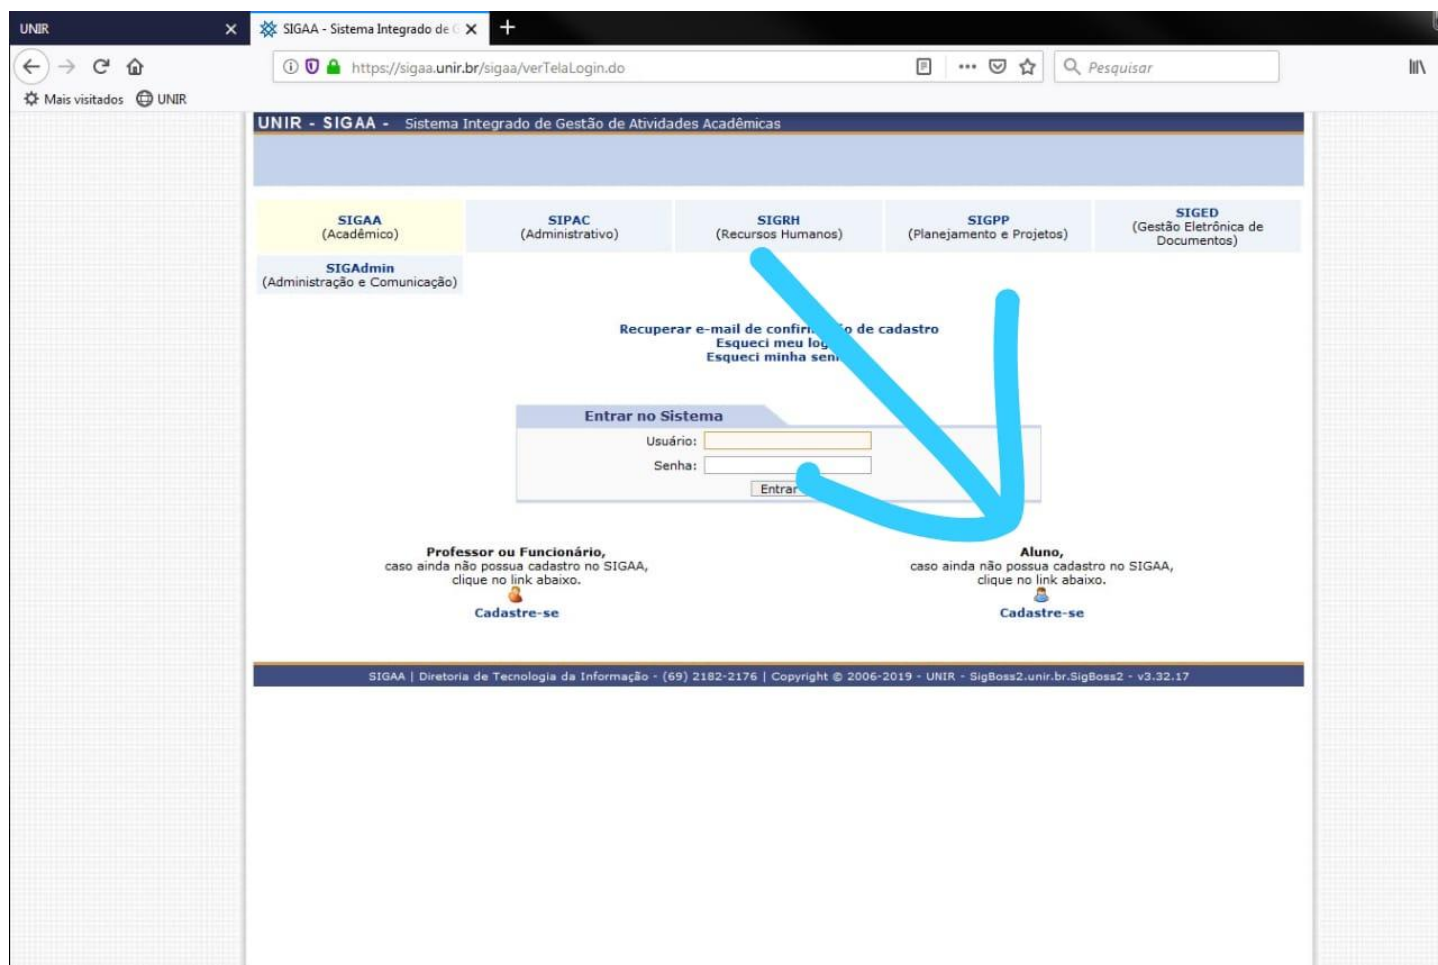 UNIR
SIGAA - Sistema Integrado de G
https://sigaa.unir.br/sigaa/verTelaLogin.do
Pesquisar
Mais visitados UNIR
UNIR - SIGAA - Sistema Integrado de Gestão de Atividades Acadêmicas
SIGAA
(Acadêmico)
SIPAC
(Administrativo)
SIGRH
(Recursos Humanos)
SIGPP
(Planejamento e Projetos)
SIGED
(Gestão Eletrônica de
Documentos)
SIGAdmin
(Administração e Comunicação)
Recuperar e-mail de de cadastro
Esqueci meu
Esqueci minha
Entrar no Sistema
Usuário:
Senha:
Entrar
Professor ou Funcionário,
caso ainda não possua cadastro no SIGAA,
clique no link abaixo.
Cadastre-se
Aluno,
caso ainda não possua cadastro no SIGAA,
clique no link abaixo.
Cadastre-se
SIGAA | Diretoria de Tecnologia da Informação - (69) 2182-2176 | Copyright © 2006-2019 - UNIR - SigBoss2.unir.br.SigBoss2 - v3.32.17